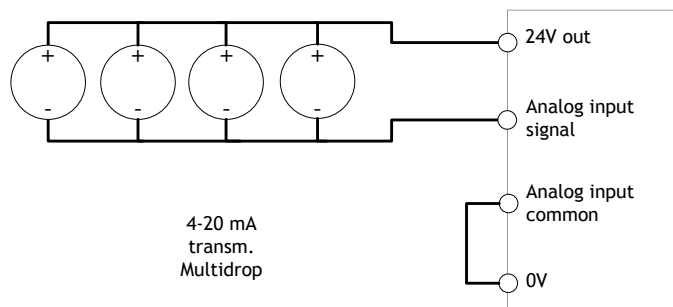 + + + +
- - - -
24V out
Analog input
signal
Analog input
common
0V
4-20 mA
transm.
Multidrop